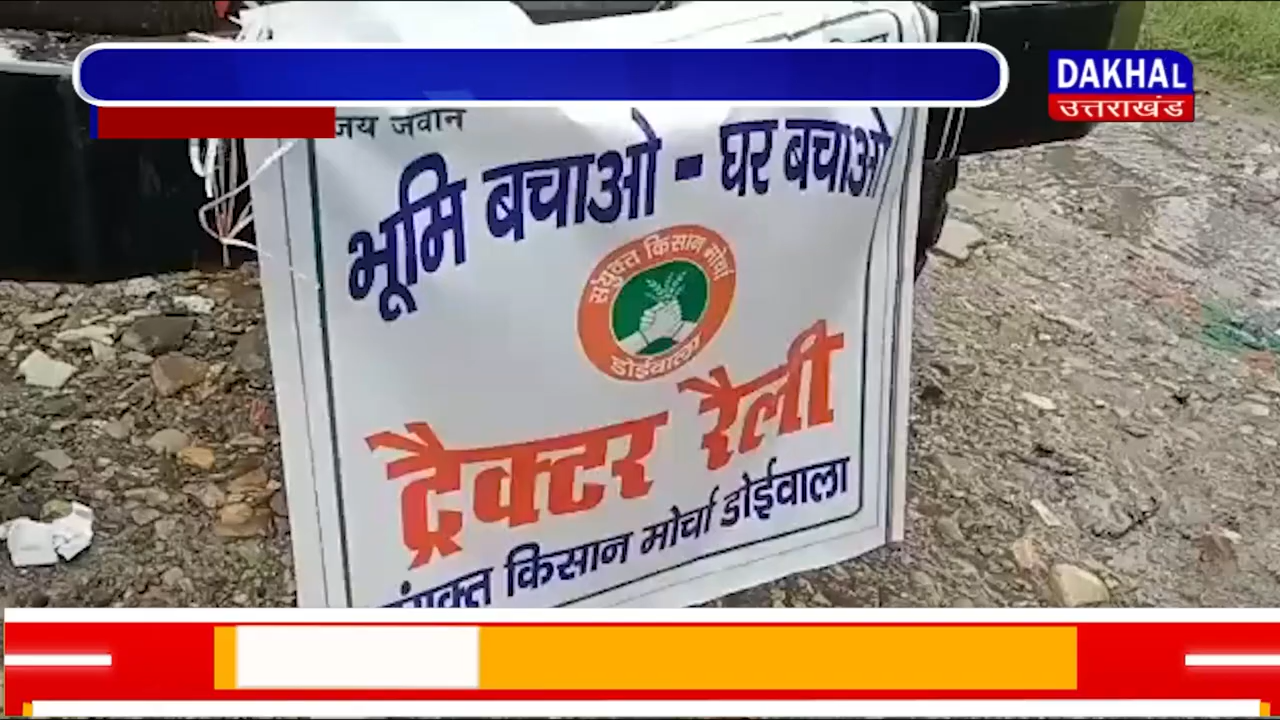 DAKHAL
उत्तराखंड
जय जवान
भूमि बचाओ - घर बचाओ
संयुक्त किसान मोर्चा
डोईवाला
ट्रैक्टर रैली
संयुक्त किसान मोर्चा डोईवाला